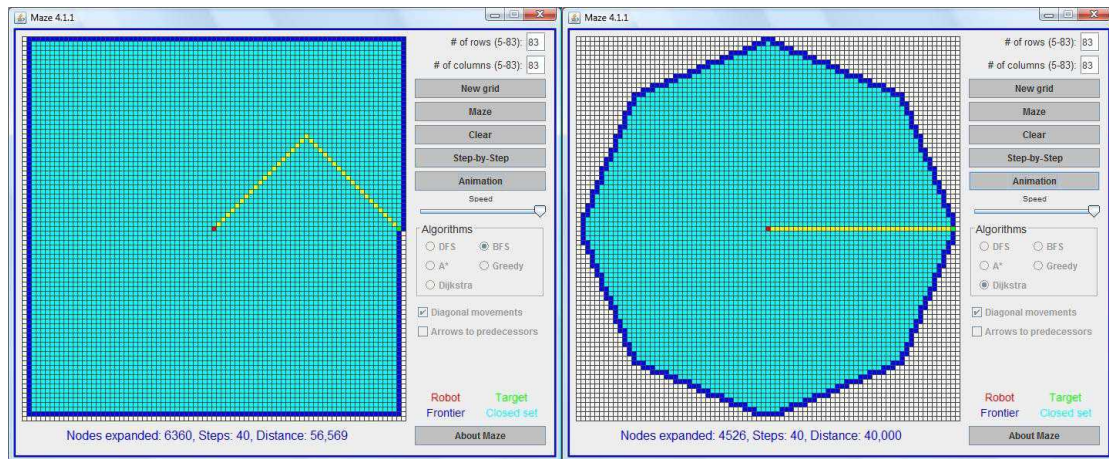 Maze 4.1.1
# of rows (5-83): 83
# of columns (5-83): 83
New grid
Maze
Clear
Step-by-Step
Animation
Speed
Algorithms
DFS BFS
A* Greedy
Dijkstra
Diagonal movements
Arrows to predecessors
Robot Target
Frontier Closed set
Nodes expanded: 6360, Steps: 40, Distance: 56,569
About Maze
Maze 4.1.1
# of rows (5-83): 83
# of columns (5-83): 83
New grid
Maze
Clear
Step-by-Step
Animation
Speed
Algorithms
DFS BFS
A* Greedy
Dijkstra
Diagonal movements
Arrows to predecessors
Robot Target
Frontier Closed set
Nodes expanded: 4526, Steps: 40, Distance: 40,000
About Maze